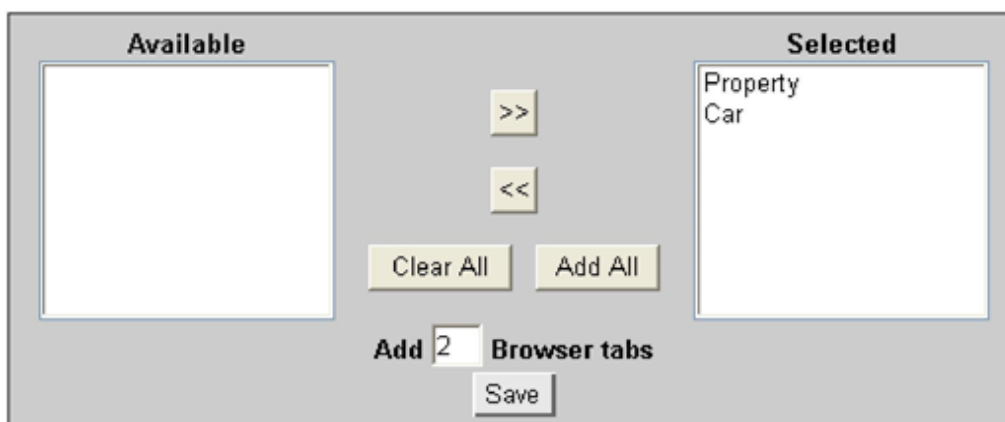 Available
Selected
Property
Car
>>
<<
Clear All
Add All
Add 2 Browser tabs
Save